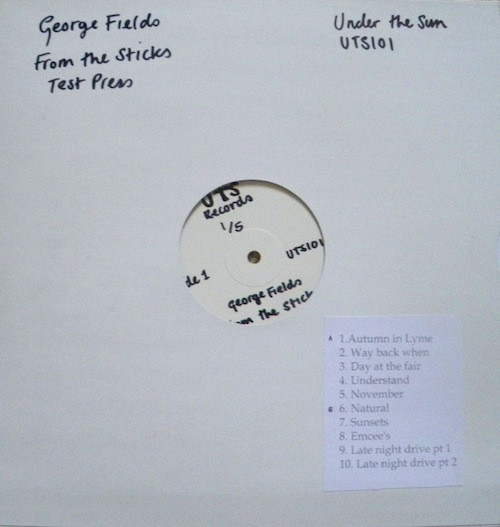 George Fields
From the Sticks
Test Press
Under the Sun
UTS101
UTS
Records
1/5
UTS101
de 1
George Fields
om the Stick
A 1.Autumn in Lyme
2. Way back when
3. Day at the fair
4. Understand
5. November
6. Natural
7. Sunsets
8. Emcee's
9. Late night drive pt 1
10. Late night drive pt 2